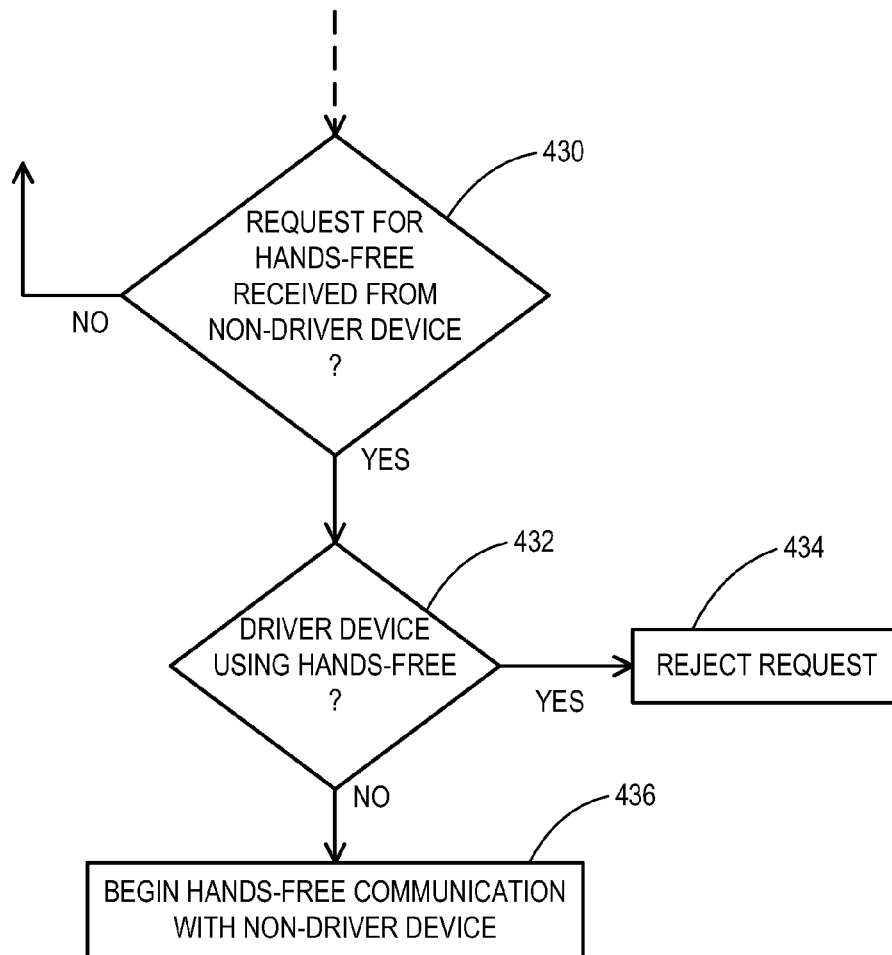 430
REQUEST FOR
HANDS-FREE
RECEIVED FROM
NON-DRIVER DEVICE
?
NO
YES
432
434
DRIVER DEVICE
USING HANDS-FREE
?
REJECT REQUEST
YES
NO
436
BEGIN HANDS-FREE COMMUNICATION
WITH NON-DRIVER DEVICE